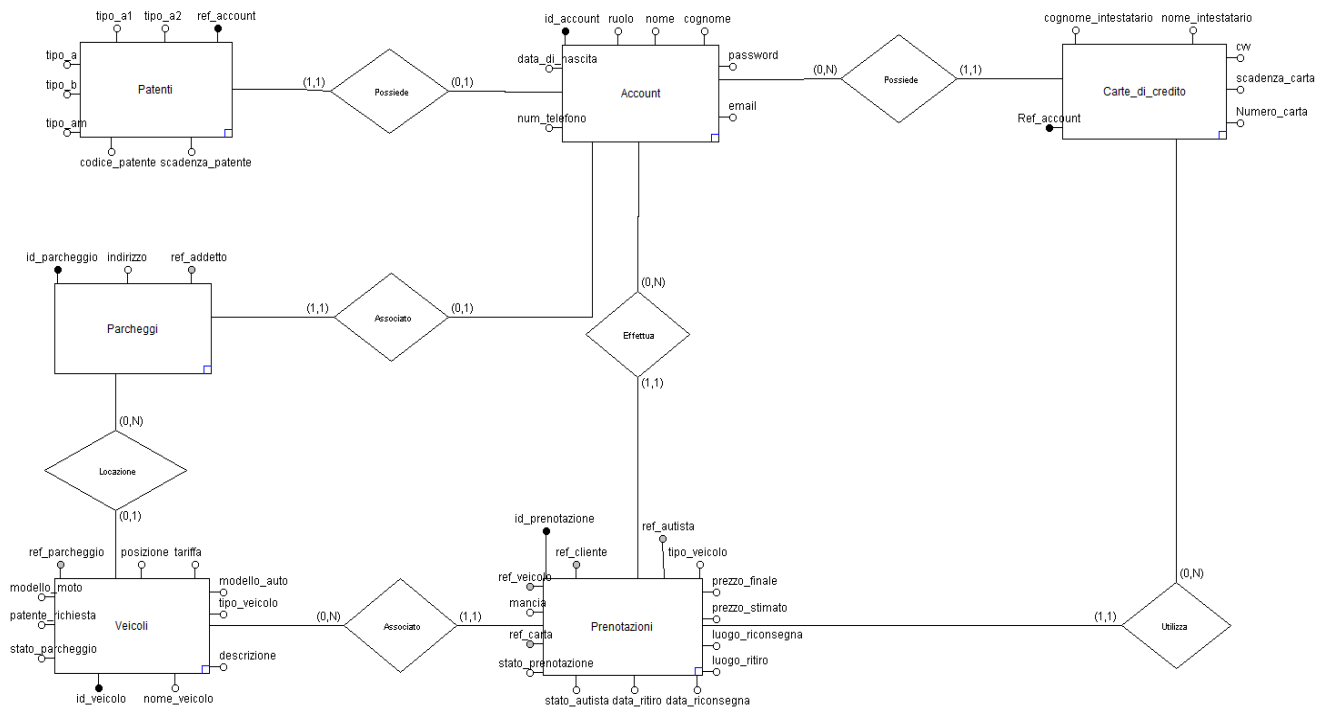 tipo_a1 tipo_a2 ref_account
tipo_a
tipo_b
tipo_am
Patenti
codice_patente scadenza_patente
(1,1)
Possiede
(0,1)
id_account ruolo nome cognome
data_di_nascita
password
Account
num_telefono
email
(0,N)
Possiede
(1,1)
cognome_intestatario nome_intestatario
cvv
scadenza_carta
Carte_di_credito
Numero_carta
Ref_account
id_parcheggio indirizzo ref_addetto
Parcheggi
(1,1)
Associato
(0,1)
(0,N)
Effettua
(1,1)
(0,N)
Locazione
(0,1)
ref_parcheggio posizione tariffa
modello_moto
modello_auto
tipo_veicolo
patente_richiesta
Veicoli
stato_parcheggio
descrizione
id_veicolo nome_veicolo
(0,N)
Associato
(1,1)
id_prenotazione
ref_autista
ref_cliente
tipo_veicolo
ref_veicolo
prezzo_finale
mancia
prezzo_stimato
Prenotazioni
ref_carta
luogo_riconsegna
stato_prenotazione
luogo_ritiro
stato_autista data_ritiro data_riconsegna
(1,1)
Utilizza
(0,N)